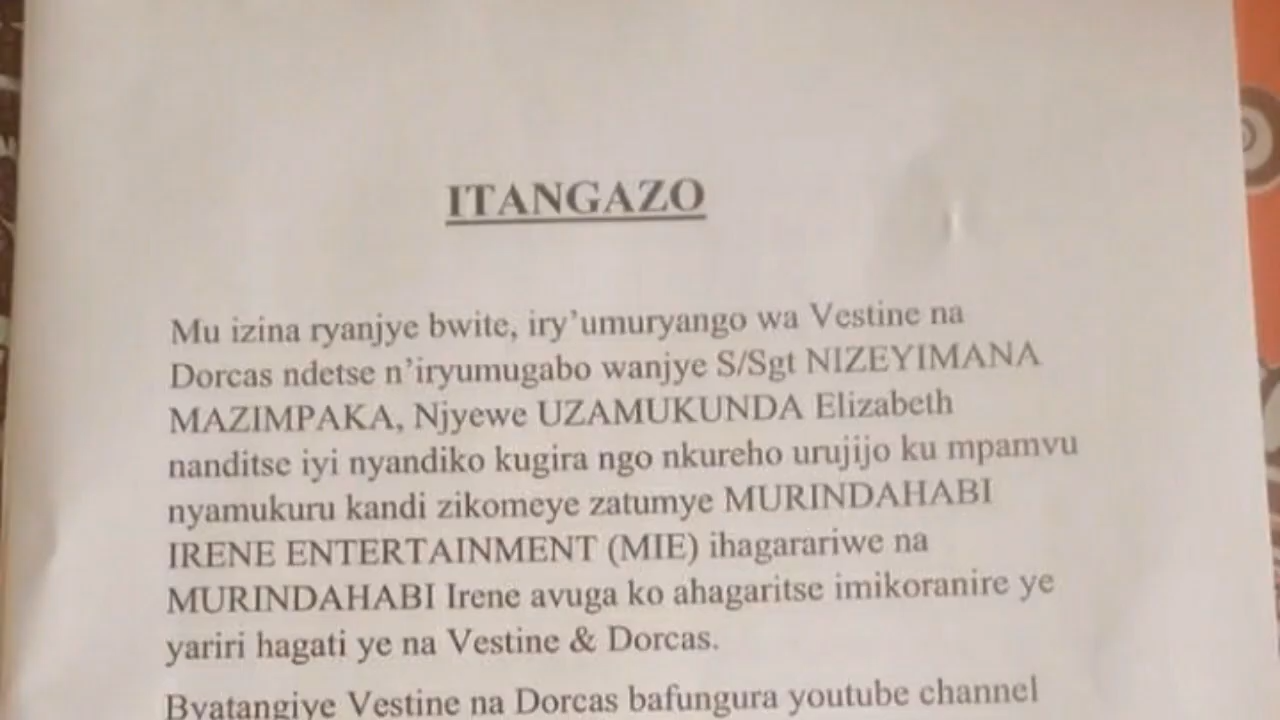 ITANGAZO
Mu izina ryanjye bwite, iry’umuryango wa Vestine na
Dorcas ndetse n’iryumugabo wanjye S/Sgt NIZEYIMANA
MAZIMPAKA, Njyewe UZAMUKUNDA Elizabeth
nanditse iyi nyandiko kugira ngo nkureho urujijo ku mpamvu
nyamukuru kandi zikomeye zatumye MURINDAHABI
IRENE ENTERTAINMENT (MIE) ihagarariwe na
MURINDAHABI Irene avuga ko ahagaritse imikoranire ye
yariri hagati ye na Vestine & Dorcas.
Byatangiye Vestine na Dorcas bafungura youtube channel